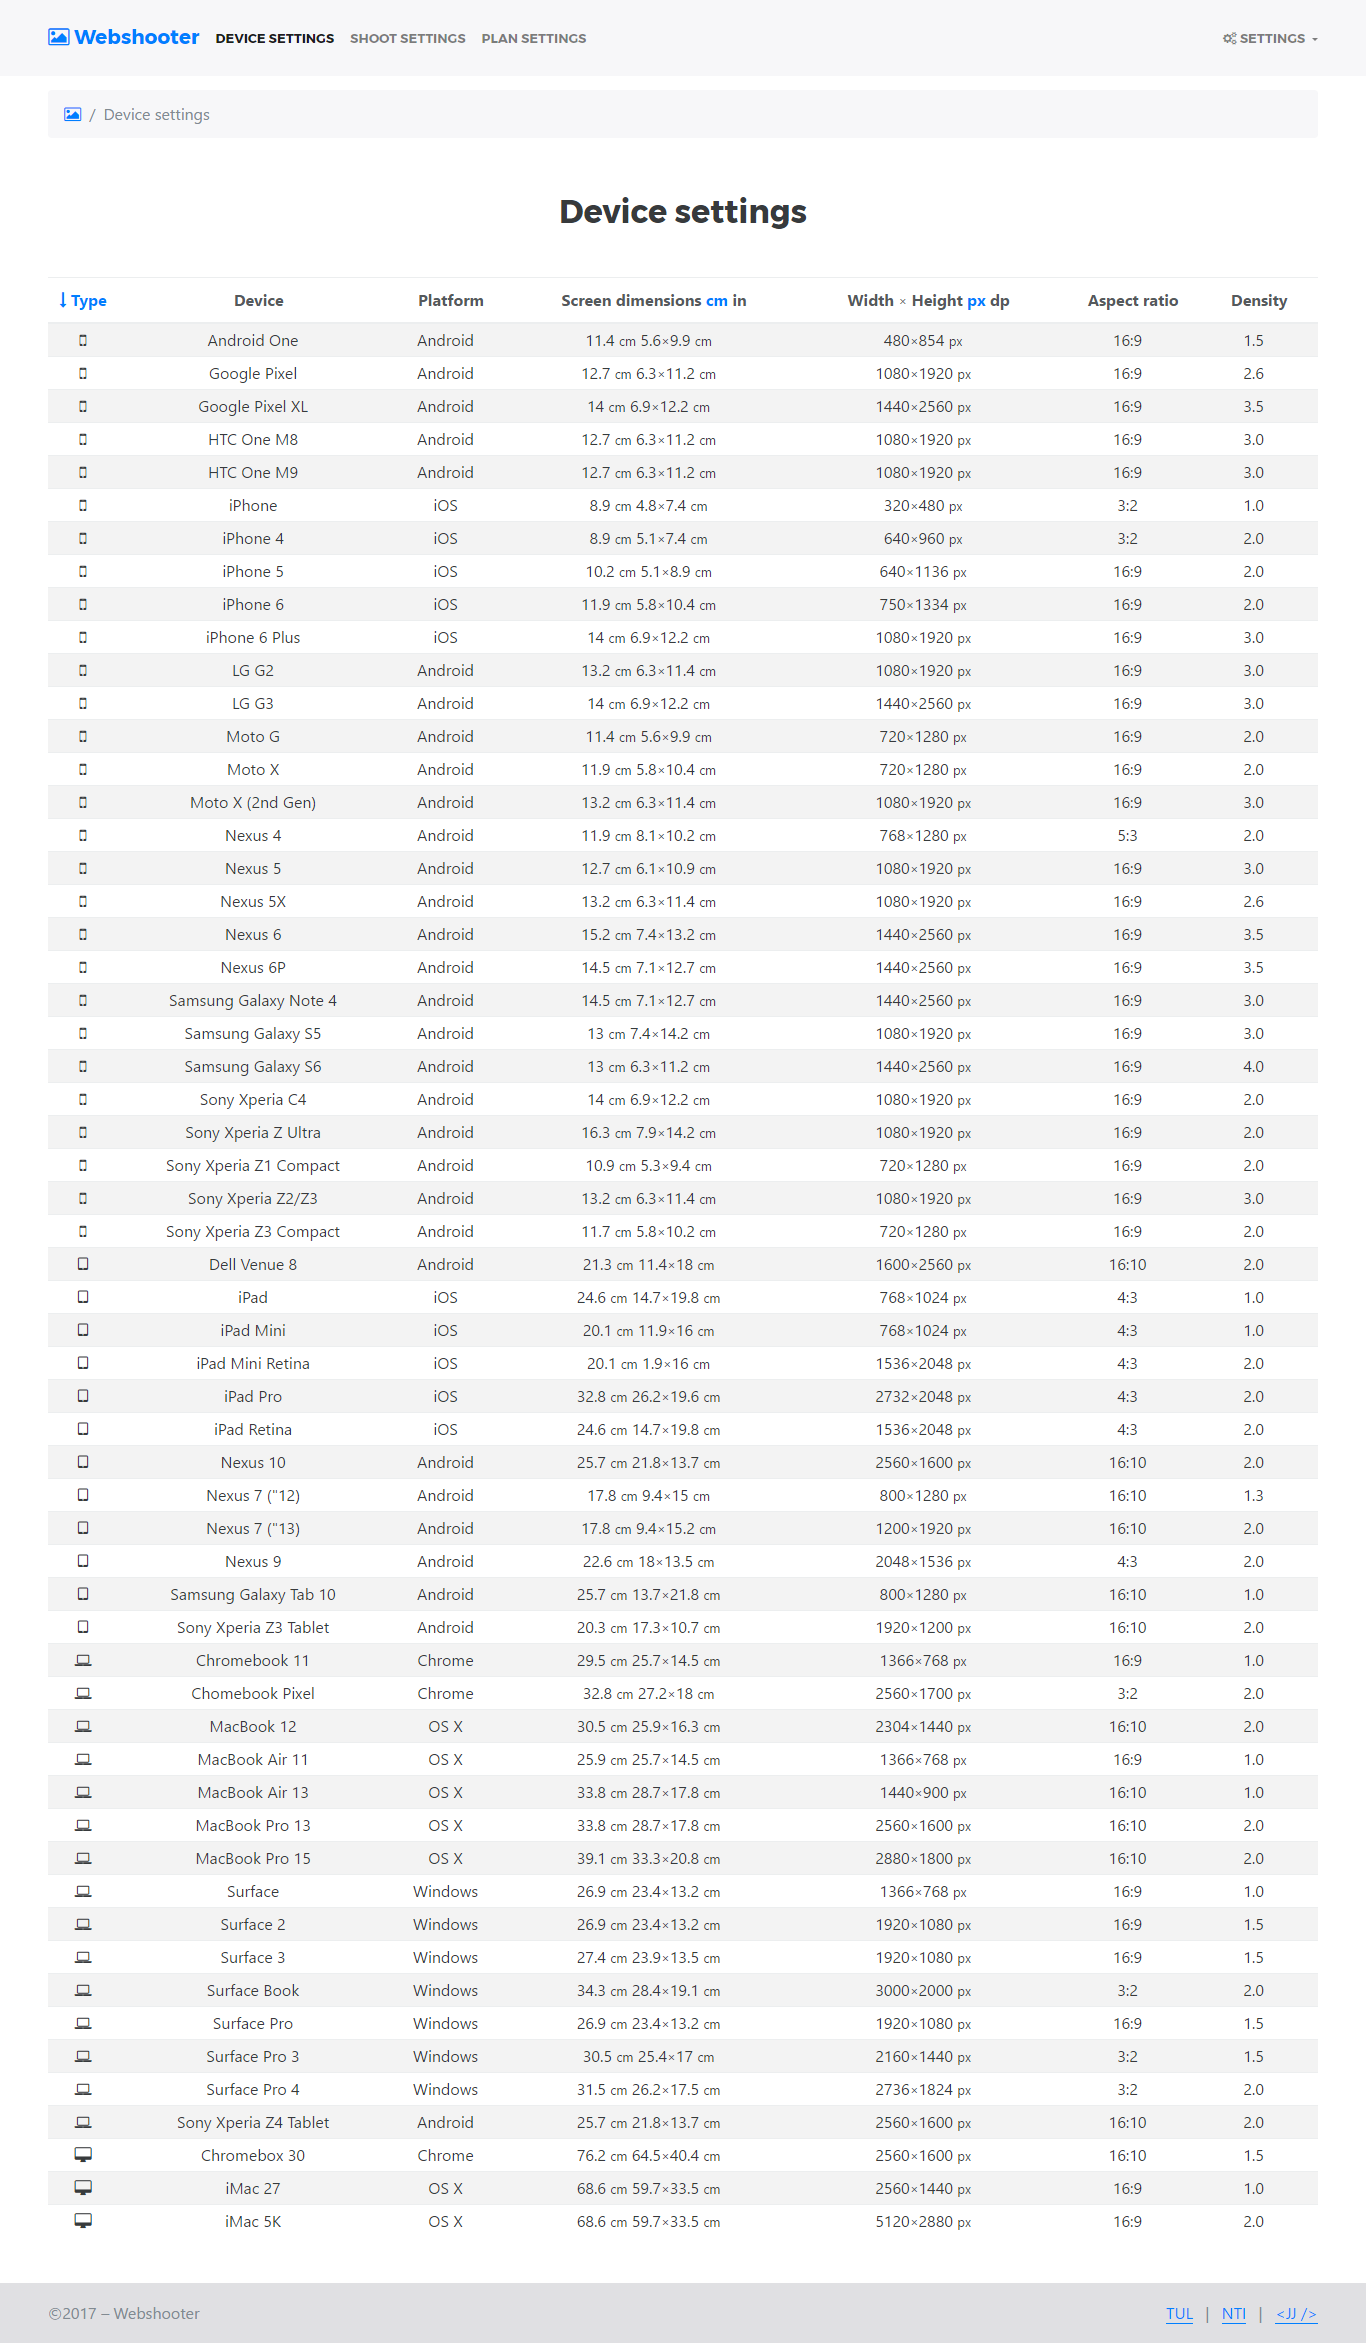 Webshooter DEVICE SETTINGS SHOOT SETTINGS PLAN SETTINGS SETTINGS
/ Device settings
Device settings
Type Device Platform Screen dimensions cm in Width × Height px dp Aspect ratio Density
Android One Android 11.4 cm 5.6×9.9 cm 480×854 px 16:9 1.5
Google Pixel Android 12.7 cm 6.3×11.2 cm 1080×1920 px 16:9 2.6
Google Pixel XL Android 14 cm 6.9×12.2 cm 1440×2560 px 16:9 3.5
HTC One M8 Android 12.7 cm 6.3×11.2 cm 1080×1920 px 16:9 3.0
HTC One M9 Android 12.7 cm 6.3×11.2 cm 1080×1920 px 16:9 3.0
iPhone iOS 8.9 cm 4.8×7.4 cm 320×480 px 3:2 1.0
iPhone 4 iOS 8.9 cm 5.1×7.4 cm 640×960 px 3:2 2.0
iPhone 5 iOS 10.2 cm 5.1×8.9 cm 640×1136 px 16:9 2.0
iPhone 6 iOS 11.9 cm 5.8×10.4 cm 750×1334 px 16:9 2.0
iPhone 6 Plus iOS 14 cm 6.9×12.2 cm 1080×1920 px 16:9 3.0
LG G2 Android 13.2 cm 6.3×11.4 cm 1080×1920 px 16:9 3.0
LG G3 Android 14 cm 6.9×12.2 cm 1440×2560 px 16:9 3.0
Moto G Android 11.4 cm 5.6×9.9 cm 720×1280 px 16:9 2.0
Moto X Android 11.9 cm 5.8×10.4 cm 720×1280 px 16:9 2.0
Moto X (2nd Gen) Android 13.2 cm 6.3×11.4 cm 1080×1920 px 16:9 3.0
Nexus 4 Android 11.9 cm 8.1×10.2 cm 768×1280 px 5:3 2.0
Nexus 5 Android 12.7 cm 6.1×10.9 cm 1080×1920 px 16:9 3.0
Nexus 5X Android 13.2 cm 6.3×11.4 cm 1080×1920 px 16:9 2.6
Nexus 6 Android 15.2 cm 7.4×13.2 cm 1440×2560 px 16:9 3.5
Nexus 6P Android 14.5 cm 7.1×12.7 cm 1440×2560 px 16:9 3.5
Samsung Galaxy Note 4 Android 14.5 cm 7.1×12.7 cm 1440×2560 px 16:9 3.0
Samsung Galaxy S5 Android 13 cm 7.4×14.2 cm 1080×1920 px 16:9 3.0
Samsung Galaxy S6 Android 13 cm 6.3×11.2 cm 1440×2560 px 16:9 4.0
Sony Xperia C4 Android 14 cm 6.9×12.2 cm 1080×1920 px 16:9 2.0
Sony Xperia Z Ultra Android 16.3 cm 7.9×14.2 cm 1080×1920 px 16:9 2.0
Sony Xperia Z1 Compact Android 10.9 cm 5.3×9.4 cm 720×1280 px 16:9 2.0
Sony Xperia Z2/Z3 Android 13.2 cm 6.3×11.4 cm 1080×1920 px 16:9 3.0
Sony Xperia Z3 Compact Android 11.7 cm 5.8×10.2 cm 720×1280 px 16:9 2.0
Dell Venue 8 Android 21.3 cm 11.4×18 cm 1600×2560 px 16:10 2.0
iPad iOS 24.6 cm 14.7×19.8 cm 768×1024 px 4:3 1.0
iPad Mini iOS 20.1 cm 11.9×16 cm 768×1024 px 4:3 1.0
iPad Mini Retina iOS 20.1 cm 1.9×16 cm 1536×2048 px 4:3 2.0
iPad Pro iOS 32.8 cm 26.2×19.6 cm 2732×2048 px 4:3 2.0
iPad Retina iOS 24.6 cm 14.7×19.8 cm 1536×2048 px 4:3 2.0
Nexus 10 Android 25.7 cm 21.8×13.7 cm 2560×1600 px 16:10 2.0
Nexus 7 ("12) Android 17.8 cm 9.4×15 cm 800×1280 px 16:10 1.3
Nexus 7 ("13) Android 17.8 cm 9.4×15.2 cm 1200×1920 px 16:10 2.0
Nexus 9 Android 22.6 cm 18×13.5 cm 2048×1536 px 4:3 2.0
Samsung Galaxy Tab 10 Android 25.7 cm 13.7×21.8 cm 800×1280 px 16:10 1.0
Sony Xperia Z3 Tablet Android 20.3 cm 17.3×10.7 cm 1920×1200 px 16:10 2.0
Chromebook 11 Chrome 29.5 cm 25.7×14.5 cm 1366×768 px 16:9 1.0
Chomebook Pixel Chrome 32.8 cm 27.2×18 cm 2560×1700 px 3:2 2.0
MacBook 12 OS X 30.5 cm 25.9×16.3 cm 2304×1440 px 16:10 2.0
MacBook Air 11 OS X 25.9 cm 25.7×14.5 cm 1366×768 px 16:9 1.0
MacBook Air 13 OS X 33.8 cm 28.7×17.8 cm 1440×900 px 16:10 1.0
MacBook Pro 13 OS X 33.8 cm 28.7×17.8 cm 2560×1600 px 16:10 2.0
MacBook Pro 15 OS X 39.1 cm 33.3×20.8 cm 2880×1800 px 16:10 2.0
Surface Windows 26.9 cm 23.4×13.2 cm 1366×768 px 16:9 1.0
Surface 2 Windows 26.9 cm 23.4×13.2 cm 1920×1080 px 16:9 1.5
Surface 3 Windows 27.4 cm 23.9×13.5 cm 1920×1080 px 16:9 1.5
Surface Book Windows 34.3 cm 28.4×19.1 cm 3000×2000 px 3:2 2.0
Surface Pro Windows 26.9 cm 23.4×13.2 cm 1920×1080 px 16:9 1.5
Surface Pro 3 Windows 30.5 cm 25.4×17 cm 2160×1440 px 3:2 1.5
Surface Pro 4 Windows 31.5 cm 26.2×17.5 cm 2736×1824 px 3:2 2.0
Sony Xperia Z4 Tablet Android 25.7 cm 21.8×13.7 cm 2560×1600 px 16:10 2.0
Chromebox 30 Chrome 76.2 cm 64.5×40.4 cm 2560×1600 px 16:10 1.5
iMac 27 OS X 68.6 cm 59.7×33.5 cm 2560×1440 px 16:9 1.0
iMac 5K OS X 68.6 cm 59.7×33.5 cm 5120×2880 px 16:9 2.0
©2017 – Webshooter TUL | NTI | <JJ />